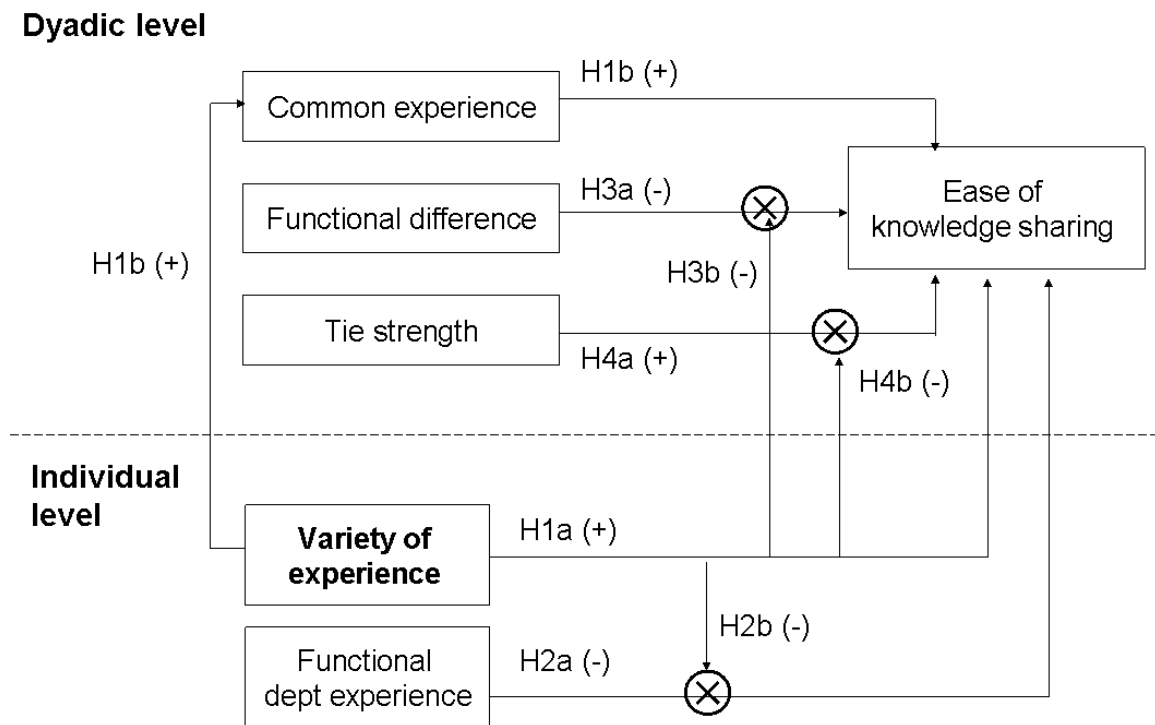 Dyadic level
H1b (+)
Common experience
H3a (-)
Ease of
knowledge sharing
Functional difference
H1b (+)
H3b (-)
Tie strength
H4a (+)
H4b (-)
Individual
level
Variety of
experience
H1a (+)
H2b (-)
Functional
dept experience
H2a (-)